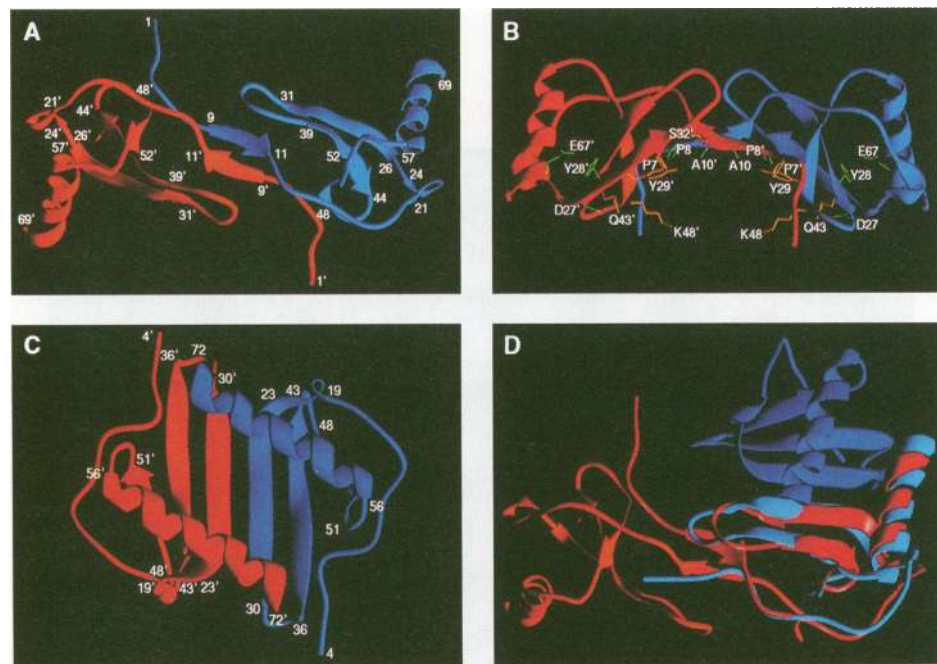 A
1
48'
21'
44'
24'
26'
57'
52'
11'
9
31
39
69
11
52
26
57
24
39'
31'
9'
48
44
21
69'
1'
B
S32'
E67'
Y28'
P8
P8'
P7
A10'
A10
P7'
E67
Y28
Y29'
Y29
D27'
Q43'
K48'
K48
Q43
D27
C
4'
36'
72
30'
23
43
19
48
51'
56'
56
51
48'
19'
43'
23'
30
72'
36
4
D